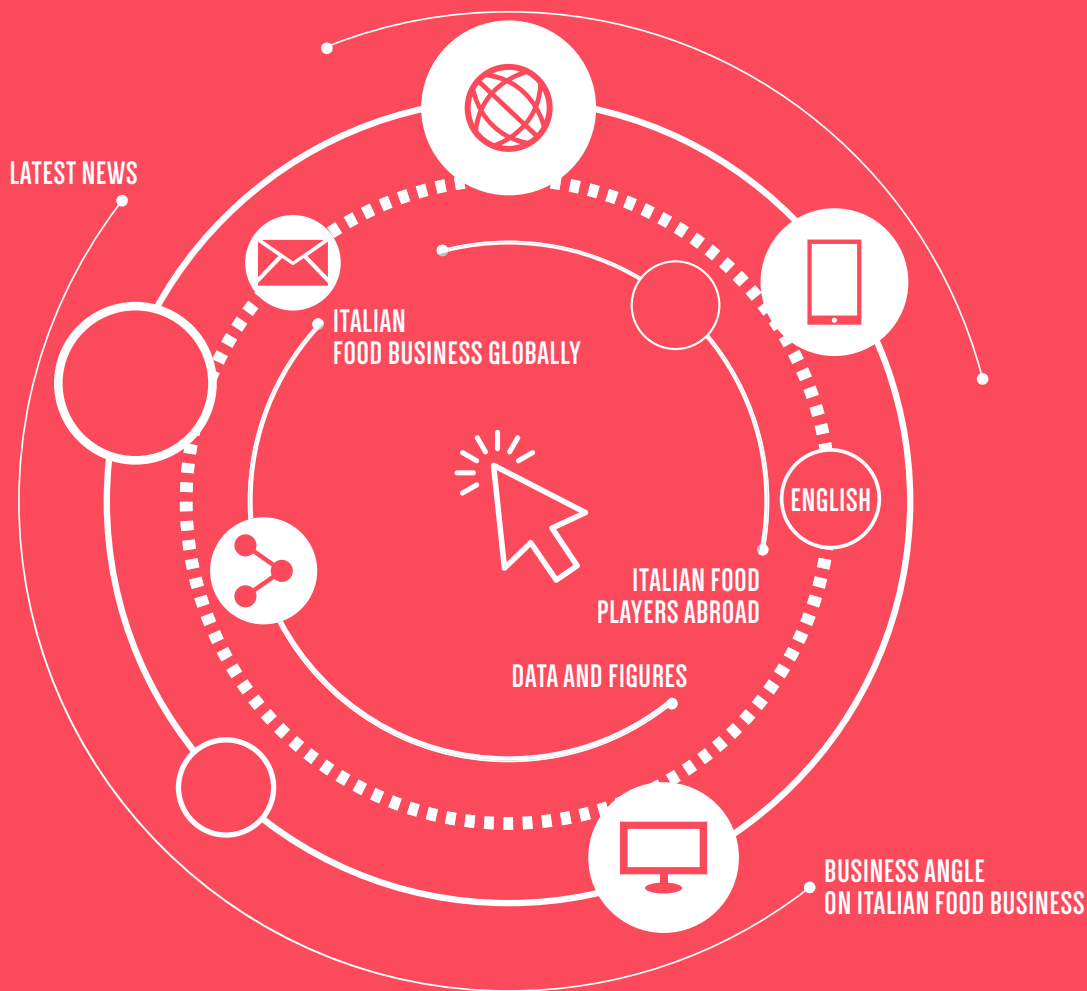 LATEST NEWS
ITALIAN
FOOD BUSINESS GLOBALLY
ENGLISH
ITALIAN FOOD
PLAYERS ABROAD
DATA AND FIGURES
BUSINESS ANGLE
ON ITALIAN FOOD BUSINESS